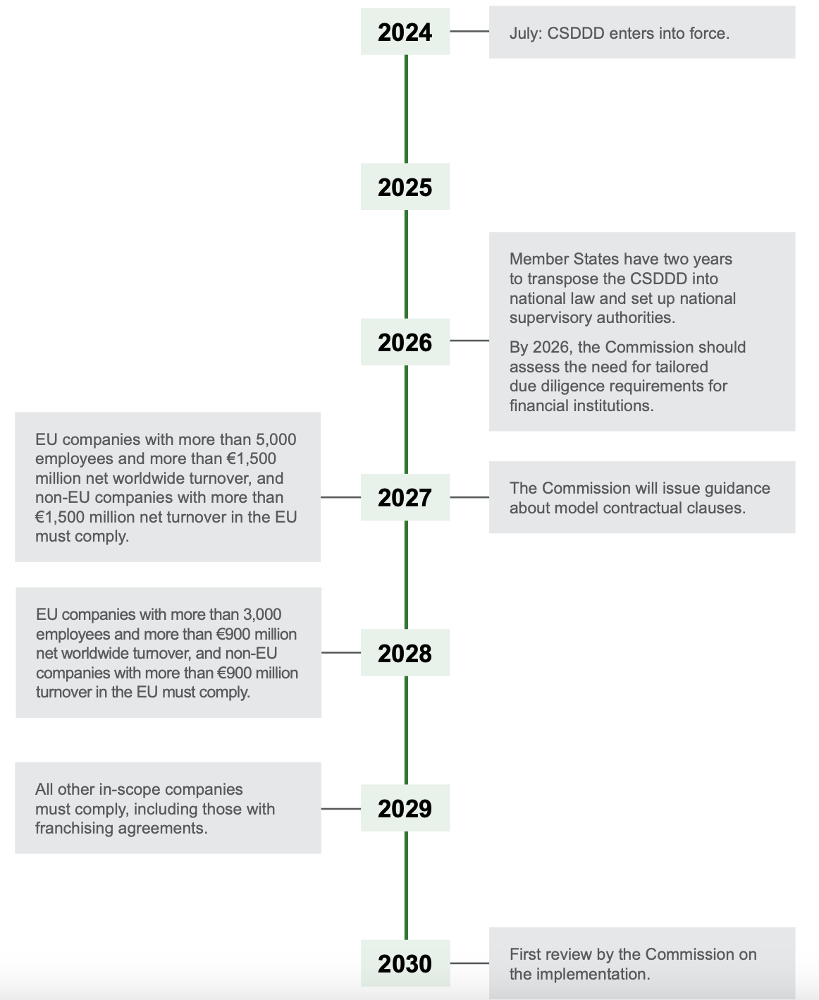 2024
July: CSDDD enters into force.
2025
Member States have two years
to transpose the CSDDD into
national law and set up national
supervisory authorities.
By 2026, the Commission should
assess the need for tailored
due diligence requirements for
financial institutions.
2026
EU companies with more than 5,000
employees and more than €1,500
million net worldwide turnover, and
non-EU companies with more than
€1,500 million net turnover in the EU
must comply.
2027
The Commission will issue guidance
about model contractual clauses.
EU companies with more than 3,000
employees and more than €900 million
net worldwide turnover, and non-EU
companies with more than €900 million
turnover in the EU must comply.
2028
All other in-scope companies
must comply, including those with
franchising agreements.
2029
2030
First review by the Commission on
the implementation.